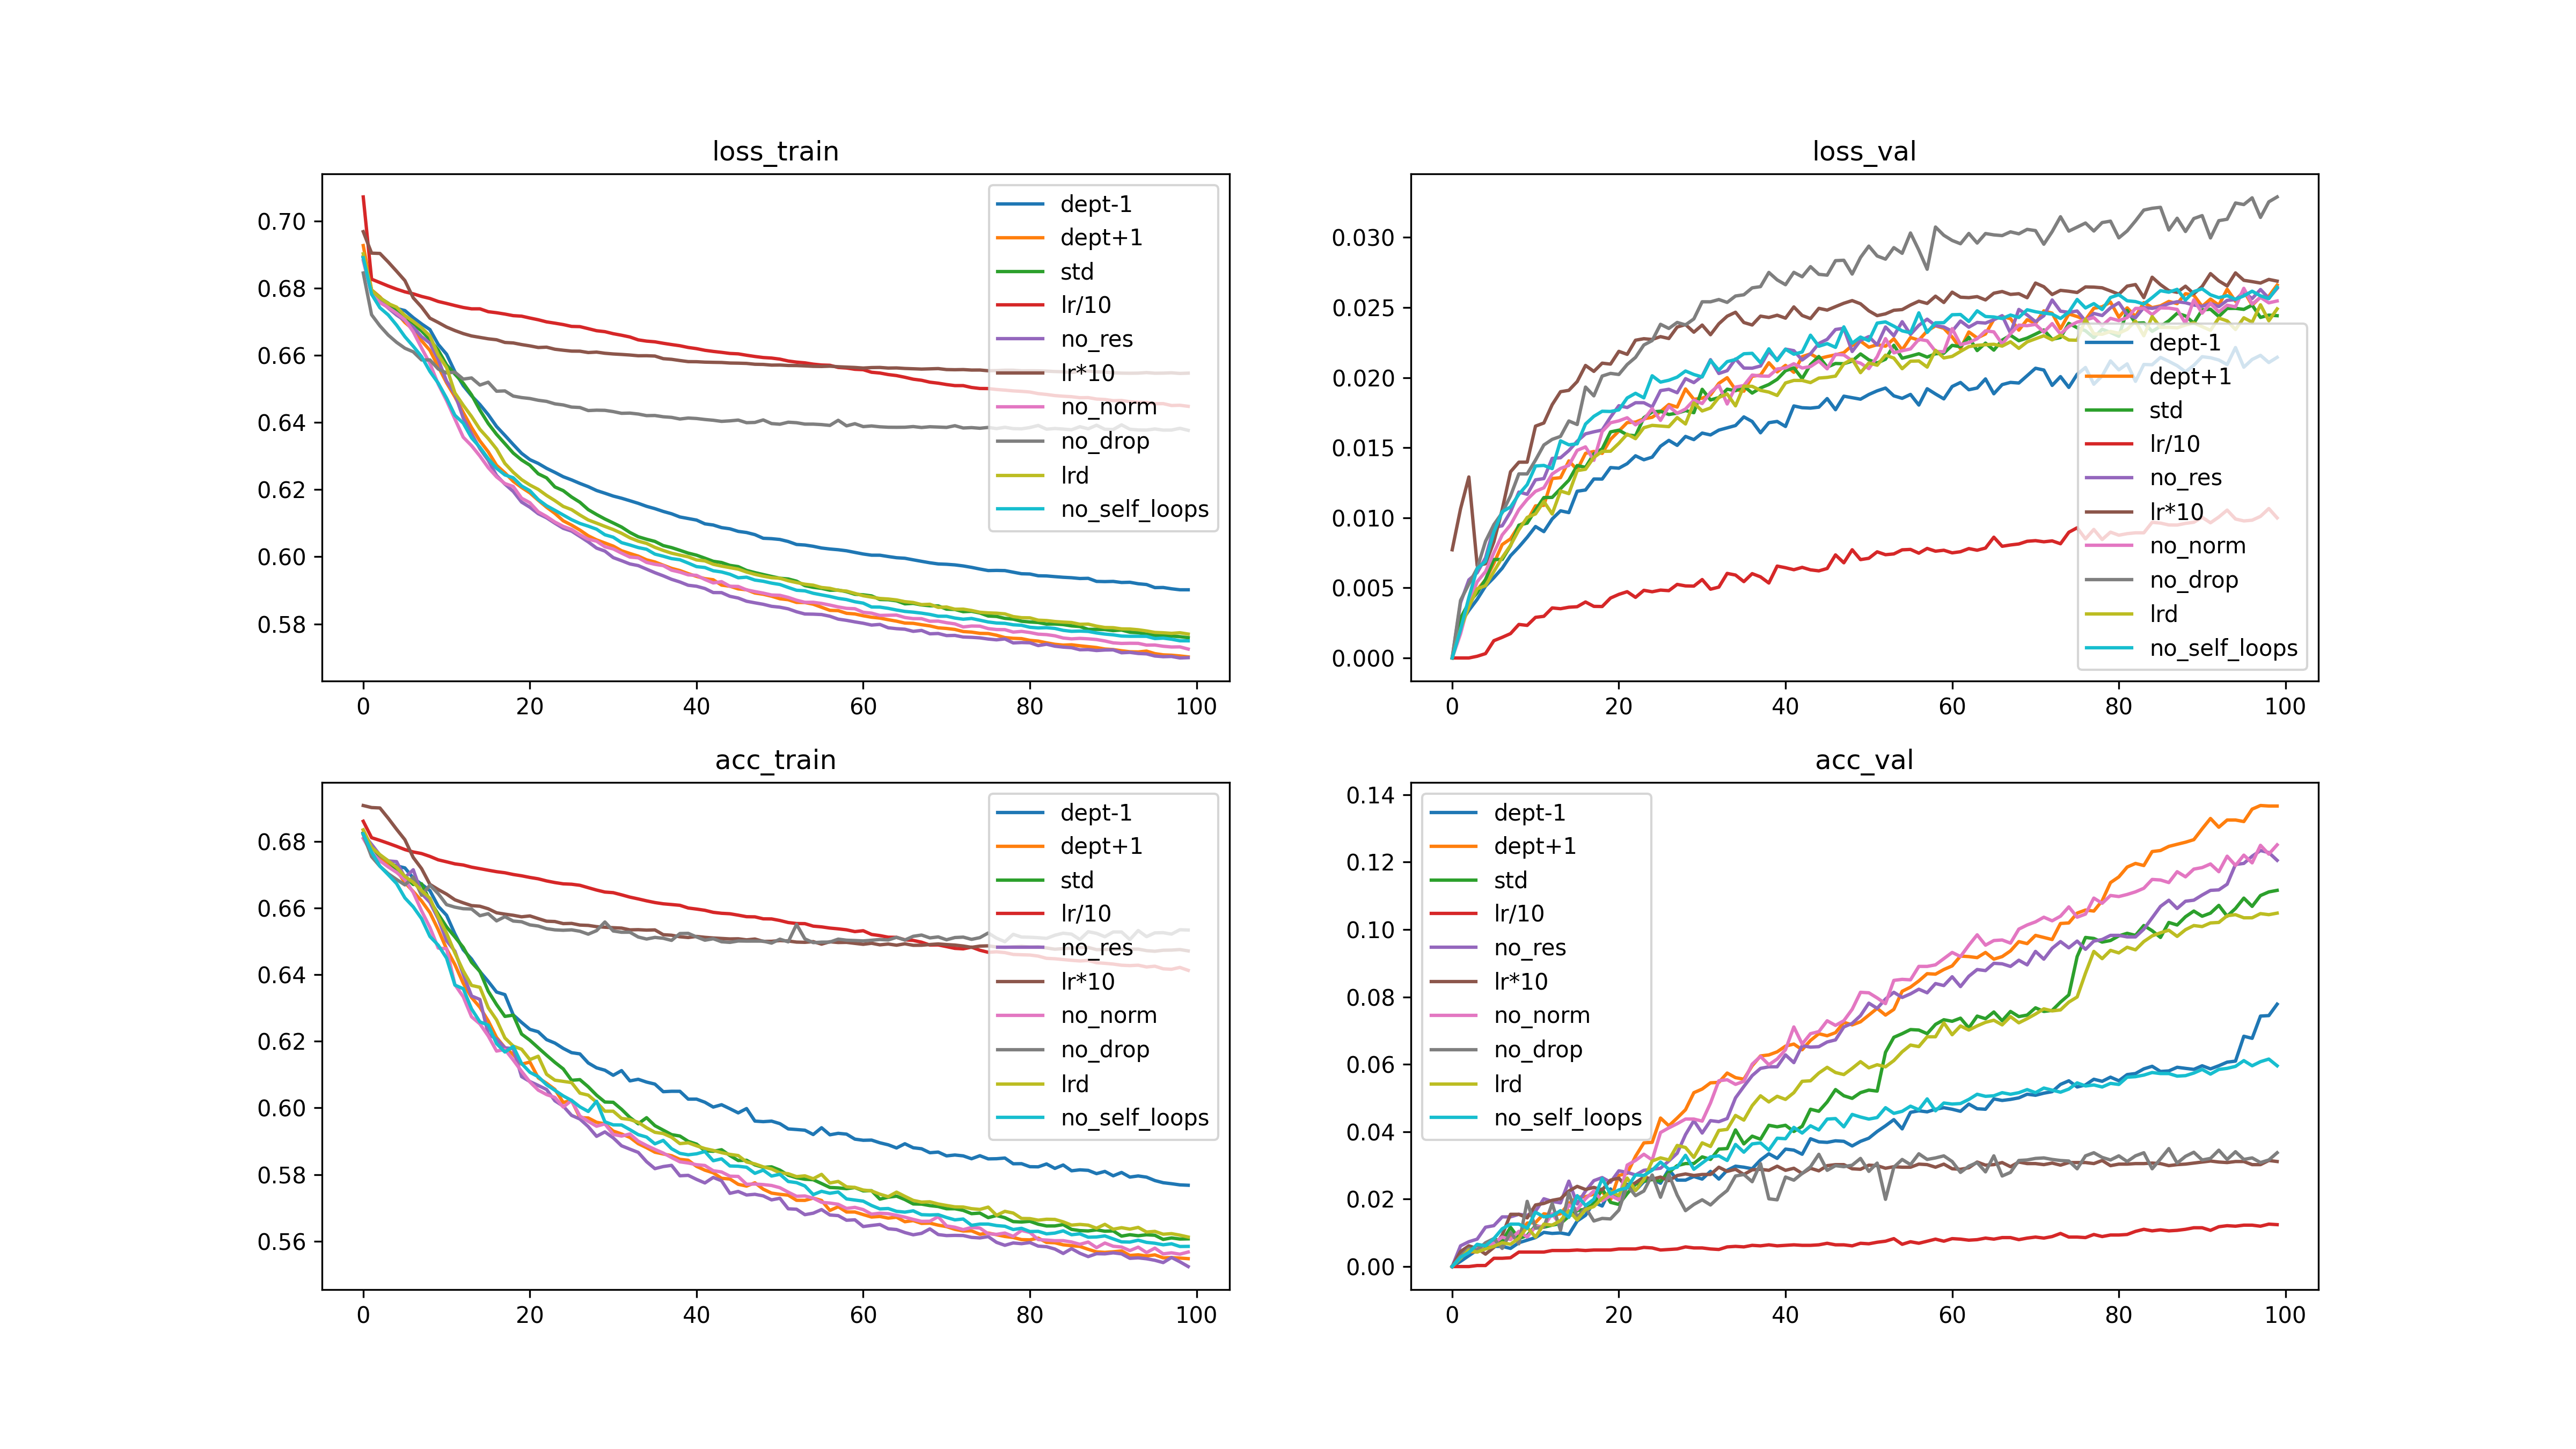 loss_train
0.70
0.68
0.66
0.64
0.62
0.60
0.58
0 20 40 60 80 100
dept-1
dept+1
std
lr/10
no_res
lr*10
no_norm
no_drop
lrd
no_self_loops
loss_val
0.030
0.025
0.020
0.015
0.010
0.005
0.000
0 20 40 60 80 100
dept-1
dept+1
std
lr/10
no_res
lr*10
no_norm
no_drop
lrd
no_self_loops
acc_train
0.68
0.66
0.64
0.62
0.60
0.58
0.56
0 20 40 60 80 100
dept-1
dept+1
std
lr/10
no_res
lr*10
no_norm
no_drop
lrd
no_self_loops
acc_val
0.14
0.12
0.10
0.08
0.06
0.04
0.02
0.00
0 20 40 60 80 100
dept-1
dept+1
std
lr/10
no_res
lr*10
no_norm
no_drop
lrd
no_self_loops